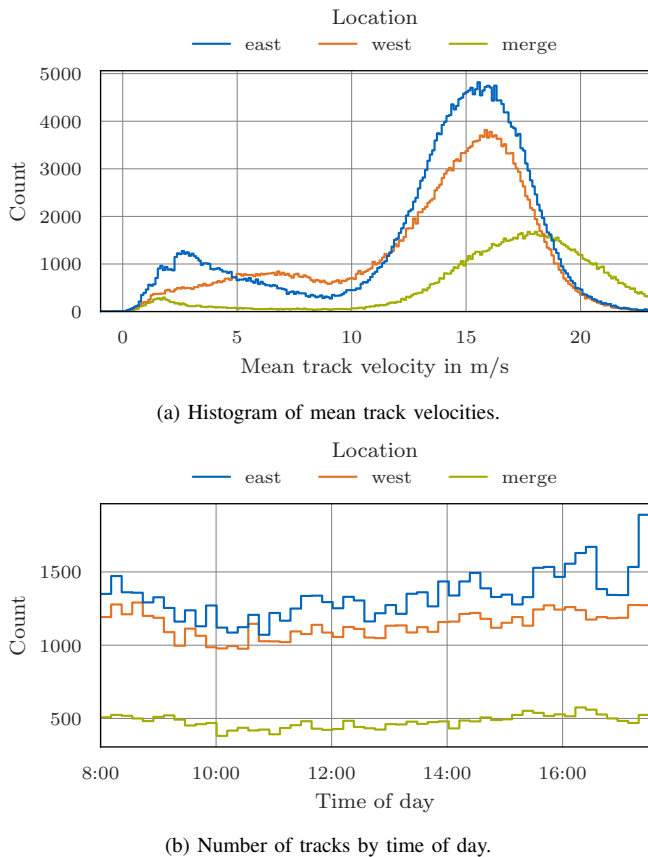 Location
east west merge
5000
4000
3000
2000
1000
0
Count
0 5 10 15 20
Mean track velocity in m/s
(a) Histogram of mean track velocities.
Location
east west merge
1500
1000
500
Count
8:00 10:00 12:00 14:00 16:00
Time of day
(b) Number of tracks by time of day.